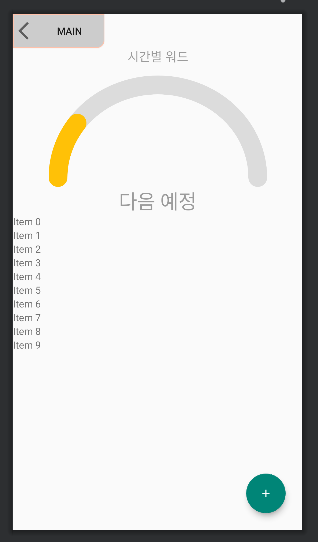 MAIN
시간별 워드
다음 예정
Item 0
Item 1
Item 2
Item 3
Item 4
Item 5
Item 6
Item 7
Item 8
Item 9
+